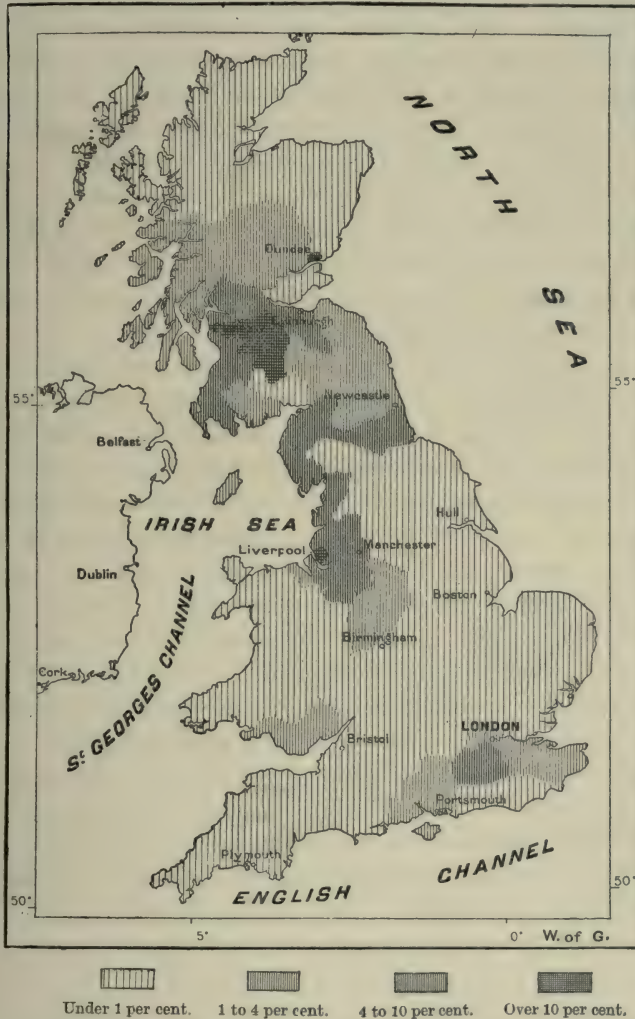 NORTH
SEA
Dundee
Edinburgh
55°
55°
Newcastle
Belfast
IRISH SEA
Hull
Liverpool
Manchester
Dublin
Boston
Birmingham
Cork
St GEORGES CHANNEL
LONDON
Bristol
Portsmouth
Plymouth
ENGLISH CHANNEL
50°
50°
5°
0°
W. of G.
Under 1 per cent.
1 to 4 per cent.
4 to 10 per cent.
Over 10 per cent.